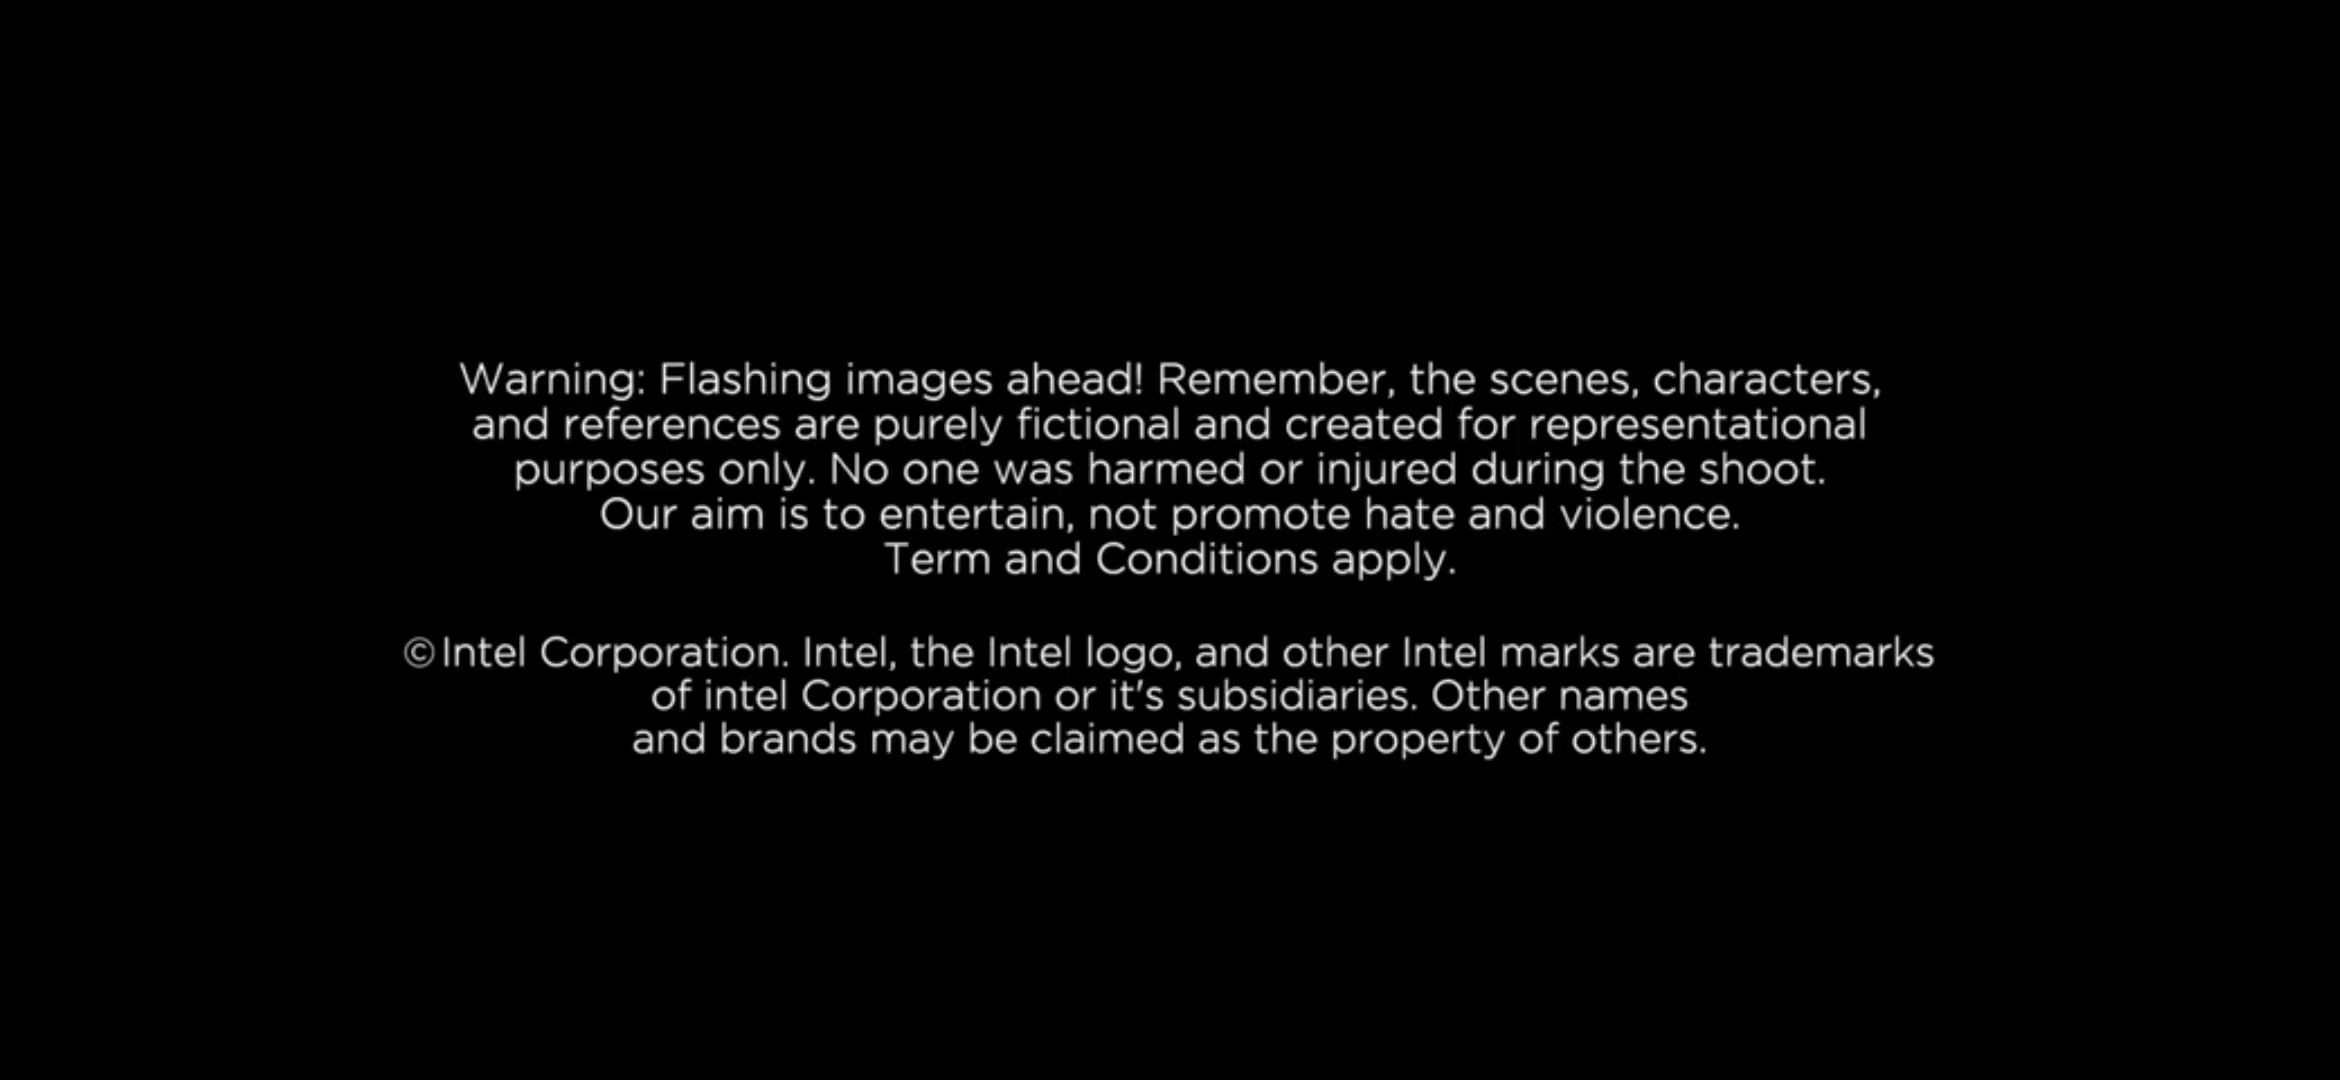 Warning: Flashing images ahead! Remember, the scenes, characters,
and references are purely fictional and created for representational
purposes only. No one was harmed or injured during the shoot.
Our aim is to entertain, not promote hate and violence.
Term and Conditions apply.
©Intel Corporation. Intel, the Intel logo, and other Intel marks are trademarks
of intel Corporation or it's subsidiaries. Other names
and brands may be claimed as the property of others.